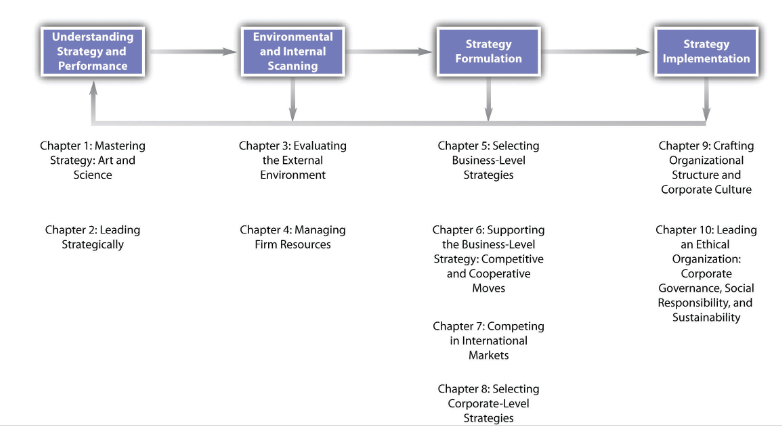 Understanding
Strategy and
Performance
Environmental
and Internal
Scanning
Strategy
Formulation
Strategy
Implementation
Chapter 1: Mastering
Strategy: Art and
Science
Chapter 2: Leading
Strategically
Chapter 3: Evaluating
the External
Environment
Chapter 4: Managing
Firm Resources
Chapter 5: Selecting
Business-Level
Strategies
Chapter 6: Supporting
the Business-Level
Strategy: Competitive
and Cooperative
Moves
Chapter 7: Competing
in International
Markets
Chapter 8: Selecting
Corporate-Level
Strategies
Chapter 9: Crafting
Organizational
Structure and
Corporate Culture
Chapter 10: Leading
an Ethical
Organization:
Corporate
Governance, Social
Responsibility, and
Sustainability